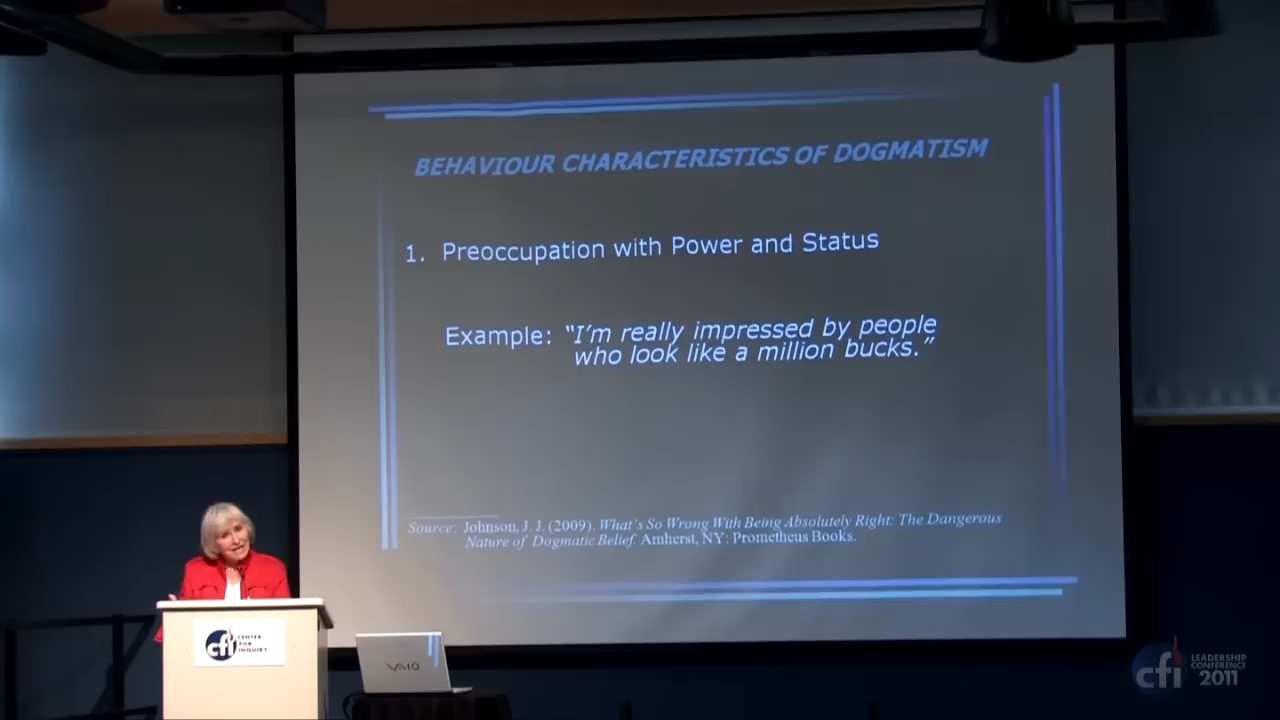 BEHAVIOUR CHARACTERISTICS OF DOGMATISM
1. Preoccupation with Power and Status
Example: “I’m really impressed by people
who look like a million bucks.”
Source: Johnson, J. J. (2009). What’s So Wrong With Being Absolutely Right: The Dangerous
Nature of Dogmatic Belief. Amherst, NY: Prometheus Books.
cfi
CENTER
FOR
INQUIRY
VAIO
cfi
LEADERSHIP
CONFERENCE
2011